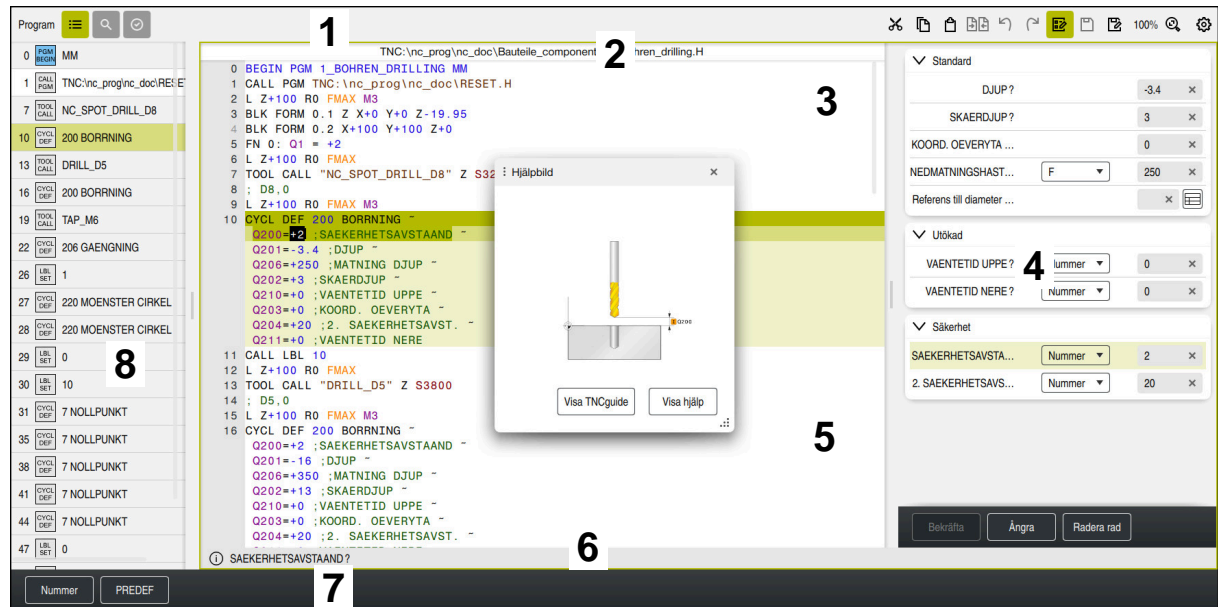 Program
1
100%
0 PGM BEGIN MM
1 CALL PGM TNC:\nc_prog\nc_doc\RESE
7 TOOL CALL NC_SPOT_DRILL_D8
10 CYCL DEF 200 BORRNING
13 TOOL CALL DRILL_D5
16 CYCL DEF 200 BORRNING
19 TOOL CALL TAP_M6
22 CYCL DEF 206 GAENGNING
26 LBL SET 1
27 CYCL DEF 220 MOENSTER CIRKEL
28 CYCL DEF 220 MOENSTER CIRKEL
29 LBL SET 0
8
30 LBL SET 10
31 CYCL DEF 7 NOLLPUNKT
35 CYCL DEF 7 NOLLPUNKT
38 CYCL DEF 7 NOLLPUNKT
41 CYCL DEF 7 NOLLPUNKT
44 CYCL DEF 7 NOLLPUNKT
47 LBL SET 0
TNC:\nc_prog\nc_doc\Bauteile_component 2 hren_drilling.H
0 BEGIN PGM 1_BOHREN_DRILLING MM
1 CALL PGM TNC:\nc_prog\nc_doc\RESET.H
2 L Z+100 R0 FMAX M3
3 BLK FORM 0.1 Z X+0 Y+0 Z-19.95
4 BLK FORM 0.2 X+100 Y+100 Z+0
5 FN 0: Q1 = +2
6 L Z+100 R0 FMAX
7 TOOL CALL "NC_SPOT_DRILL_D8" Z S32
8 ; D8,0
9 L Z+100 R0 FMAX M3
10 CYCL DEF 200 BORRNING ~
Q200=+2 ;SAEKERHETSAVSTAAND ~
Q201=-3.4 ;DJUP ~
Q206=+250 ;MATNING DJUP ~
Q202=+3 ;SKAERDJUP ~
Q210=+0 ;VAENTETID UPPE ~
Q203=+0 ;KOORD. OEVERYTA ~
Q204=+20 ;2. SAEKERHETSAVST. ~
Q211=+0 ;VAENTETID NERE
11 CALL LBL 10
12 L Z+100 R0 FMAX
13 TOOL CALL "DRILL_D5" Z S3800
14 ; D5,0
15 L Z+100 R0 FMAX M3
16 CYCL DEF 200 BORRNING ~
Q200=+2 ;SAEKERHETSAVSTAAND ~
Q201=-16 ;DJUP ~
Q206=+350 ;MATNING DJUP ~
Q202=+13 ;SKAERDJUP ~
Q210=+0 ;VAENTETID UPPE ~
Q203=+0 ;KOORD. OEVERYTA ~
Q204=+20 ;2. SAEKERHETSAVST. ~
3
Hjälpbild
Q200
Visa TNCguide
Visa hjälp
5
6
SAEKERHETSAVSTAAND?
Standard
DJUP? -3.4
SKAERDJUP? 3
KOORD. OEVERYTA ... 0
NEDMATNINGSHAST... F 250
Referens till diameter ...
Utökad
VAENTETID UPPE? Nummer 0
4
VAENTETID NERE? Nummer 0
Säkerhet
SAEKERHETSAVSTA... Nummer 2
2. SAEKERHETSAVS... Nummer 20
Bekräfta
Ångra
Radera rad
Nummer
PREDEF
7